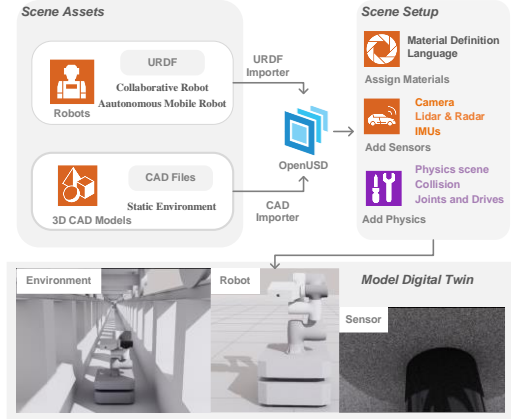 Scene Assets
URDF
Collaborative Robot
Aautonomous Mobile Robot
Robots
CAD Files
Static Environment
3D CAD Models
URDF
Importer
OpenUSD
CAD
Importer
Scene Setup
Material Definition
Language
Assign Materials
Camera
Lidar & Radar
IMUs
Add Sensors
Physics scene
Collision
Joints and Drives
Add Physics
Environment
Robot
Model Digital Twin
Sensor